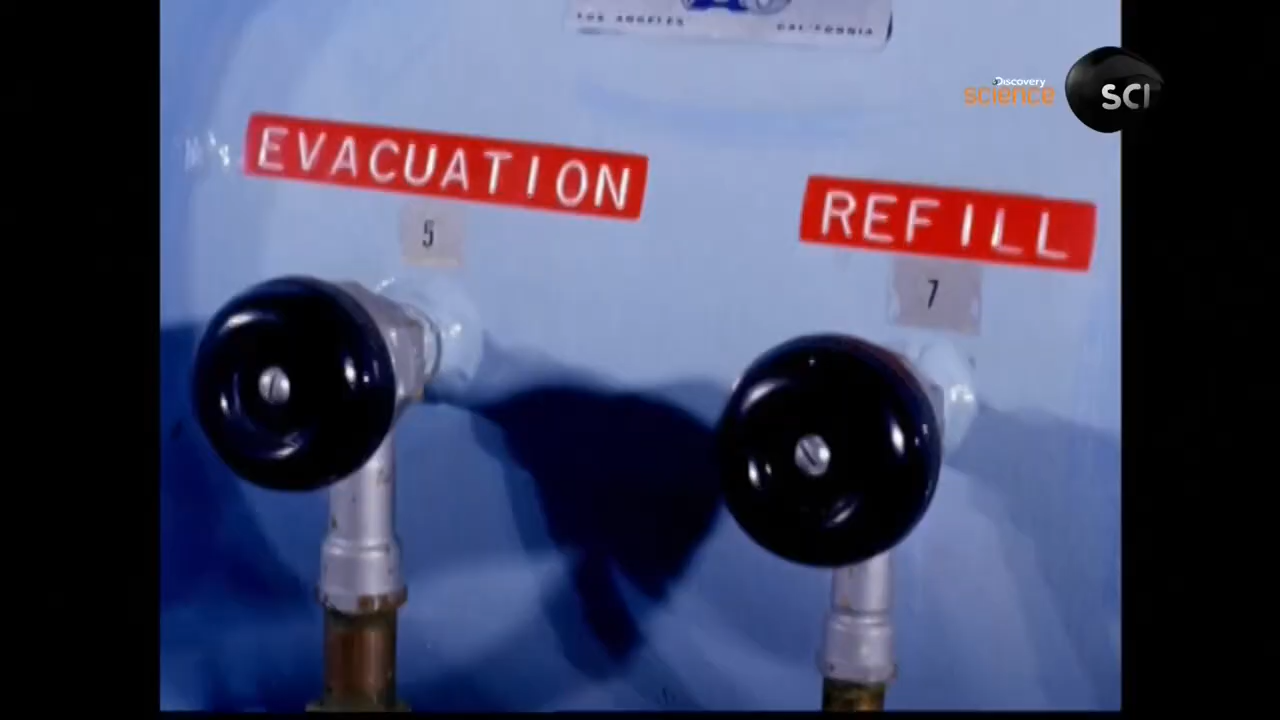 LOS ANGELES CALIFORNIA
Discovery
science
SCI
EVACUATION
REFILL
5
7